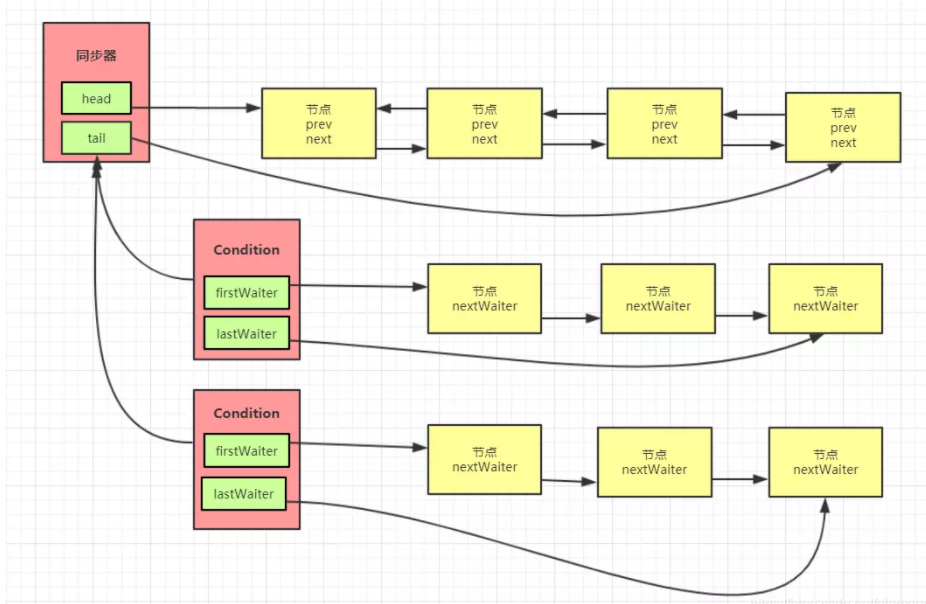 同步器
head
tail
节点
prev
next
节点
prev
next
节点
prev
next
节点
prev
next
Condition
firstWaiter
lastWaiter
节点
nextWaiter
节点
nextWaiter
节点
nextWaiter
Condition
firstWaiter
lastWaiter
节点
nextWaiter
节点
nextWaiter
节点
nextWaiter